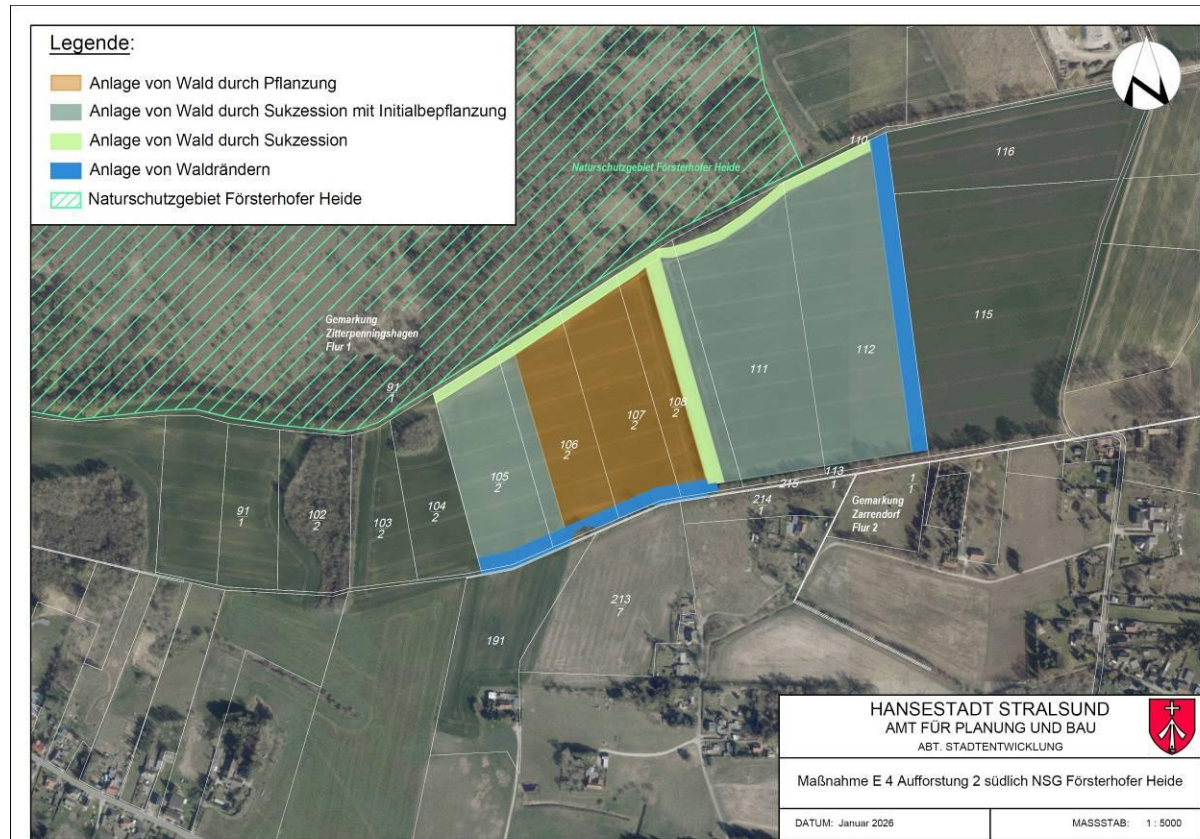 Legende:
Anlage von Wald durch Pflanzung
Anlage von Wald durch Sukzession mit Initialbepflanzung
Anlage von Wald durch Sukzession
Anlage von Waldrändern
Naturschutzgebiet Försterhofer Heide
N
Naturschutzgebiet Försterhofer Heide
110
116
Gemarkung
Zitterpenningshagen
Flur 1
115
91
1
111
112
108
2
107
2
106
2
105
2
104
2
103
2
102
2
91
1
215
113
1
214
1
1
1
Gemarkung
Zarrendorf
Flur 2
213
7
191
HANSESTADT STRALSUND
AMT FÜR PLANUNG UND BAU
ABT. STADTENTWICKLUNG
Maßnahme E 4 Aufforstung 2 südlich NSG Försterhofer Heide
DATUM: Januar 2026
MASSSTAB: 1 : 5000